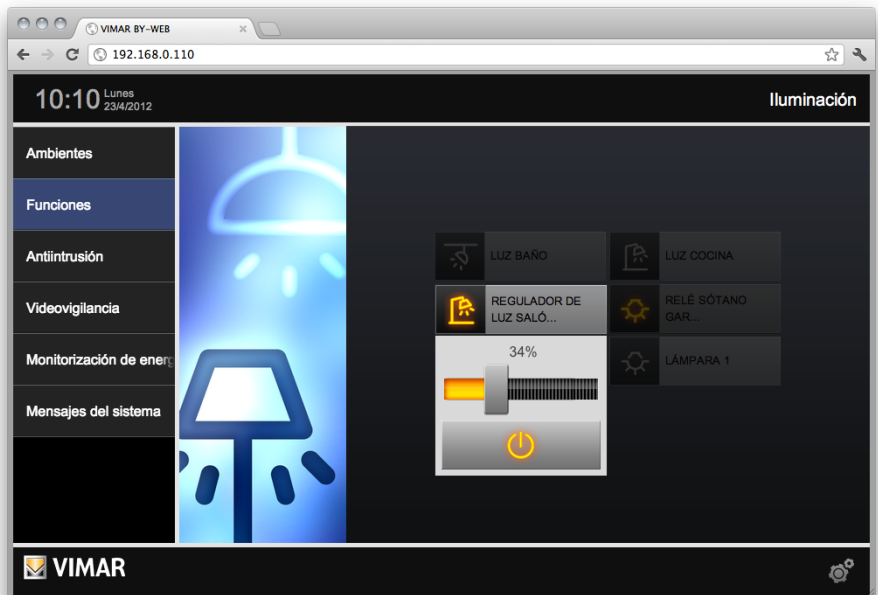 VIMAR BY-WEB
192.168.0.110
10:10
Lunes
23/4/2012
Iluminación
Ambientes
Funciones
Antiintrusión
Videovigilancia
Monitorización de energ
Mensajes del sistema
LUZ BAÑO
LUZ COCINA
REGULADOR DE
LUZ SALÓ...
RELÉ SÓTANO
GAR...
34%
LÁMPARA 1
VIMAR